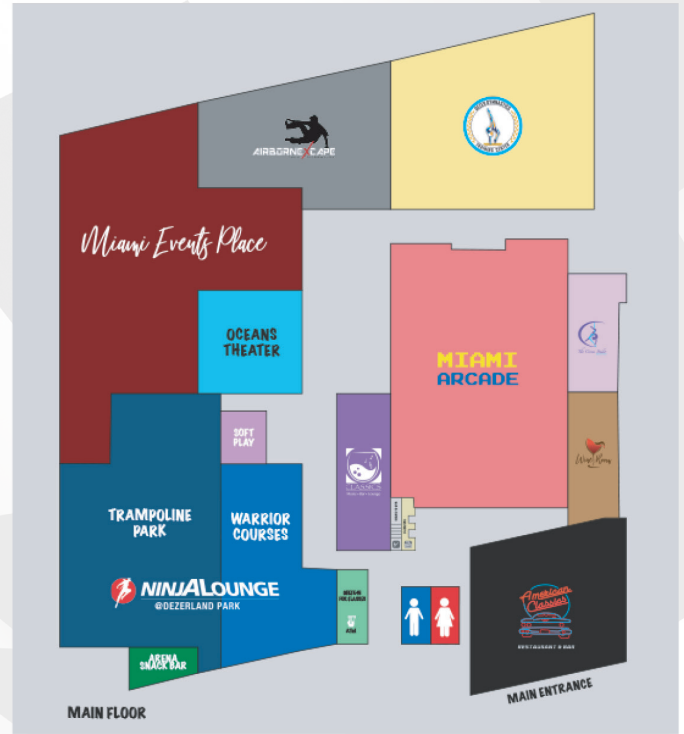 AIRBORNE CAPE
Miami Events Place
OCEANS
THEATER
MIAMI
ARCADE
SOFT
PLAY
TRAMPOLINE
PARK
WARRIOR
COURSES
NINJALOUNGE
@DEZERLAND PARK
ARENA
SNACK BAR
American
Classics
RESTAURANT & BAR
MAIN ENTRANCE
MAIN FLOOR